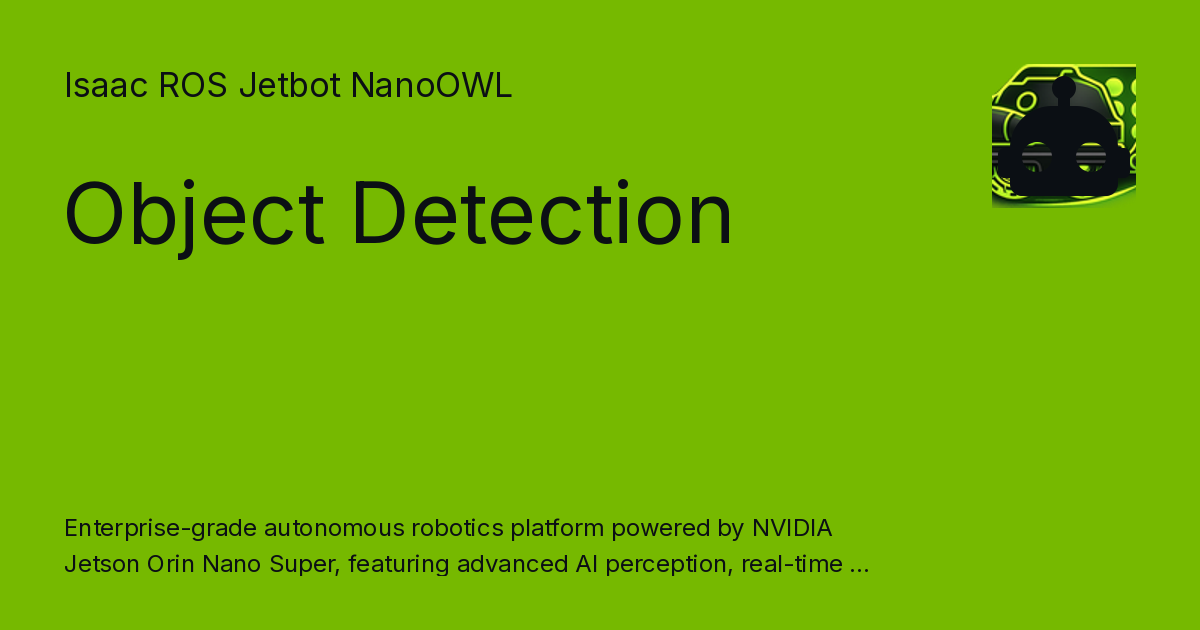 Isaac ROS Jetbot NanoOWL
Object Detection
Enterprise-grade autonomous robotics platform powered by NVIDIA
Jetson Orin Nano Super, featuring advanced AI perception, real-time ...